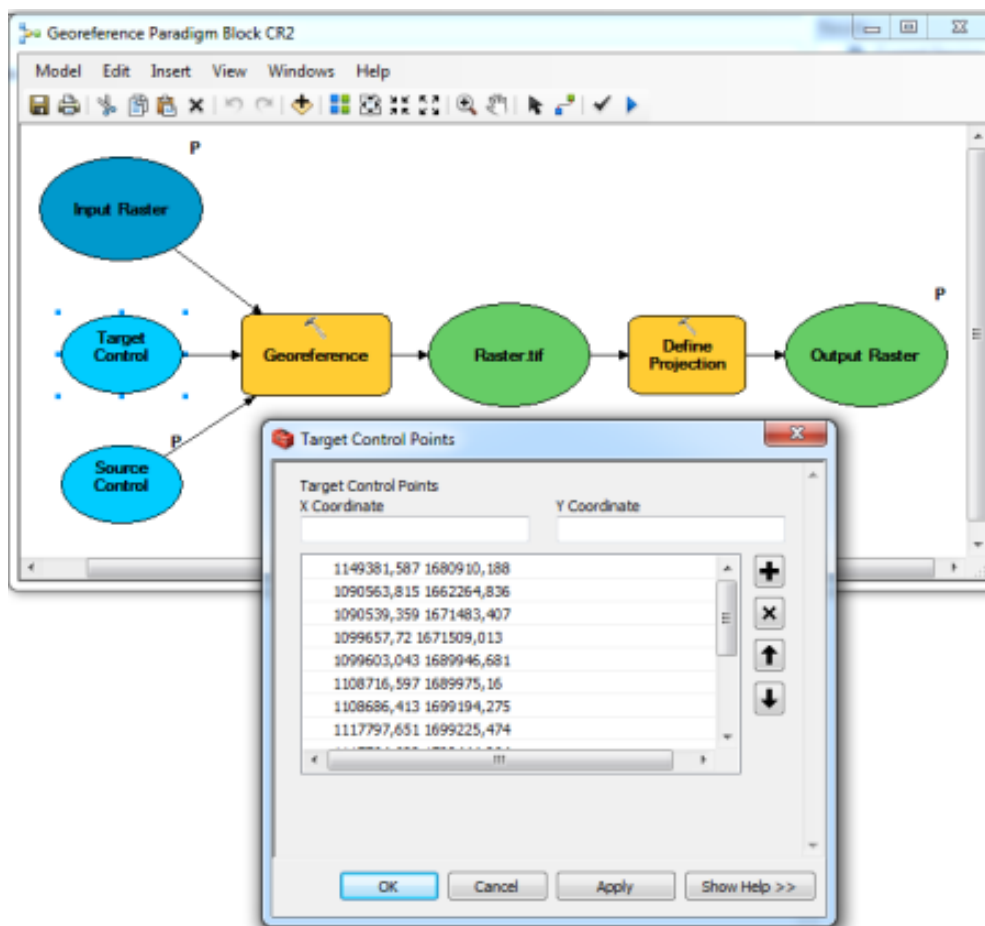 Georeference Paradigm Block CR2
Model Edit Insert View Windows Help
P
Input Raster
P
Target
Control
Georeference
Raster.tif
Define
Projection
Output Raster
P
Source
Control
Target Control Points
Target Control Points
X Coordinate Y Coordinate
1149381,587 1680910,188
1090563,815 1662264,836
1090539,359 1671483,407
1099657,72 1671509,013
1099603,043 1689946,681
1108716,597 1689975,16
1108686,413 1699194,275
1117797,651 1699225,474
OK Cancel Apply Show Help >>